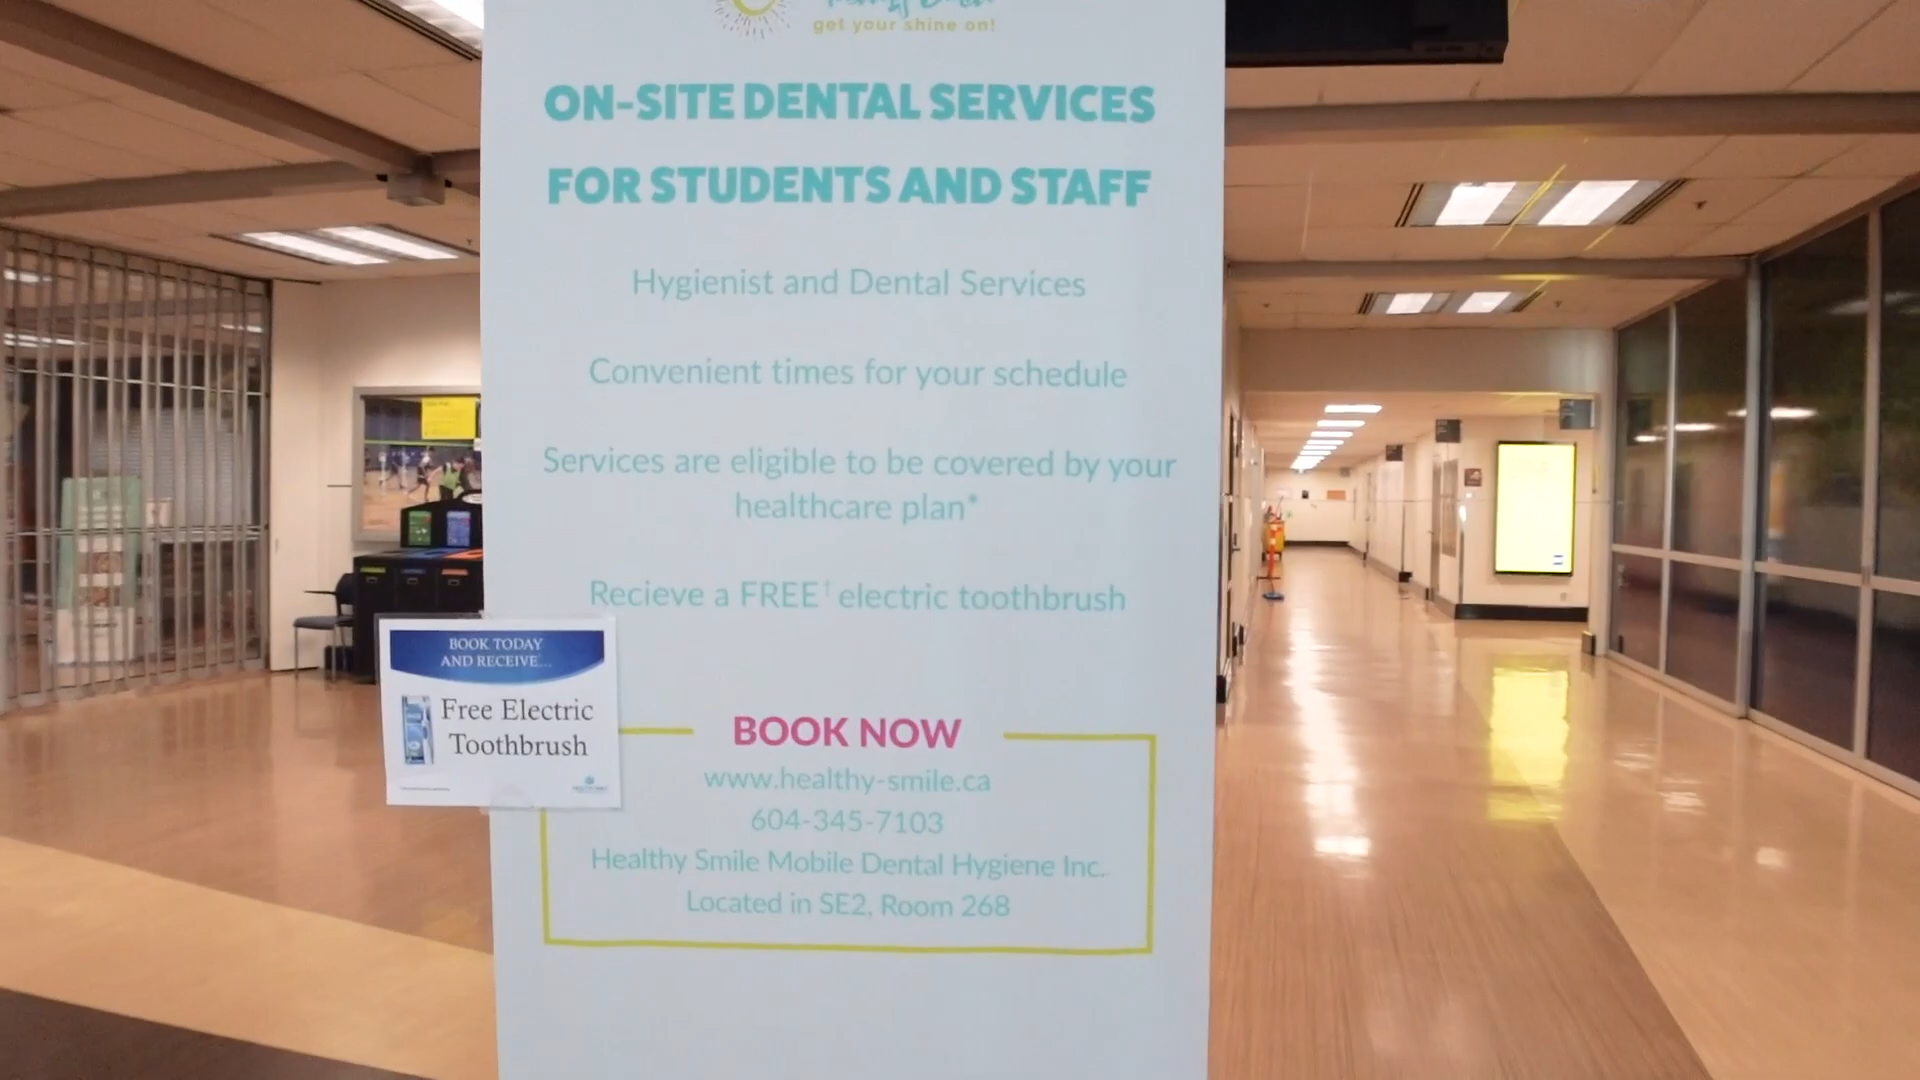 get your shine on!
ON-SITE DENTAL SERVICES
FOR STUDENTS AND STAFF
Hygienist and Dental Services
Convenient times for your schedule
Services are eligible to be covered by your
healthcare plan*
Recieve a FREE† electric toothbrush
BOOK TODAY
AND RECEIVE...
Free Electric
Toothbrush
BOOK NOW
www.healthy-smile.ca
604-345-7103
Healthy Smile Mobile Dental Hygiene Inc.
Located in SE2, Room 268